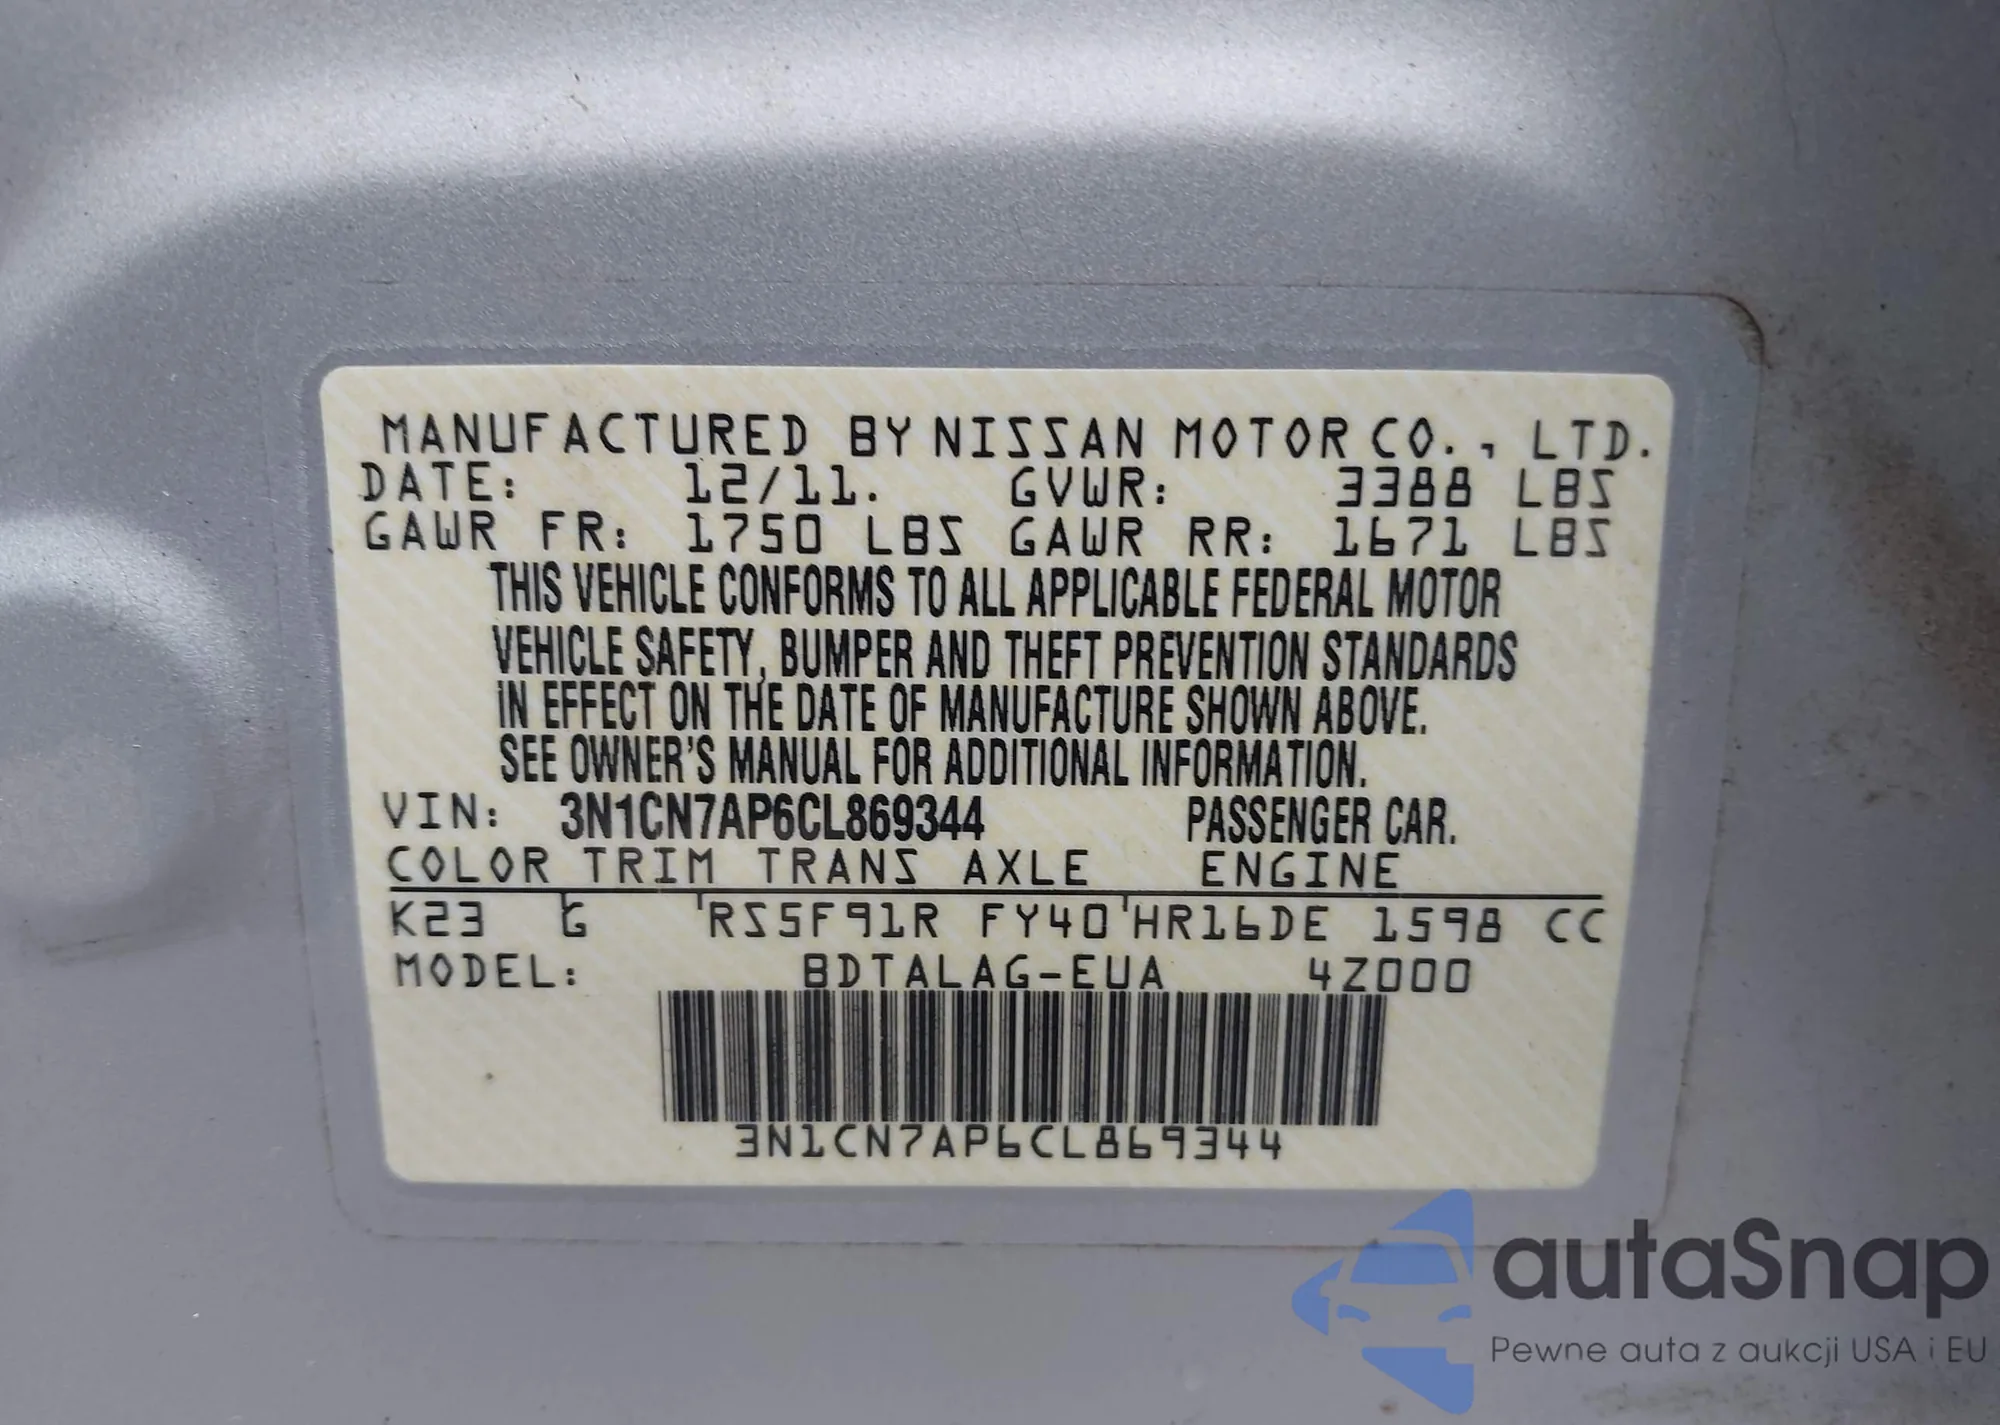 MANUFACTURED BY NISSAN MOTOR CO., LTD.
DATE: 12/11. GVWR: 3388 LBS
GAWR FR: 1750 LBS GAWR RR: 1671 LBS
THIS VEHICLE CONFORMS TO ALL APPLICABLE FEDERAL MOTOR
VEHICLE SAFETY, BUMPER AND THEFT PREVENTION STANDARDS
IN EFFECT ON THE DATE OF MANUFACTURE SHOWN ABOVE.
SEE OWNER'S MANUAL FOR ADDITIONAL INFORMATION.
VIN: 3N1CN7AP6CL869344 PASSENGER CAR.
COLOR TRIM TRANS AXLE ENGINE
K23 G RS5F91R FY40 HR16DE 1598 CC
MODEL: BDTALAG-EUA 4Z000
3N1CN7AP6CL869344
autaSnap
Pewne auta z aukcji USA i EU